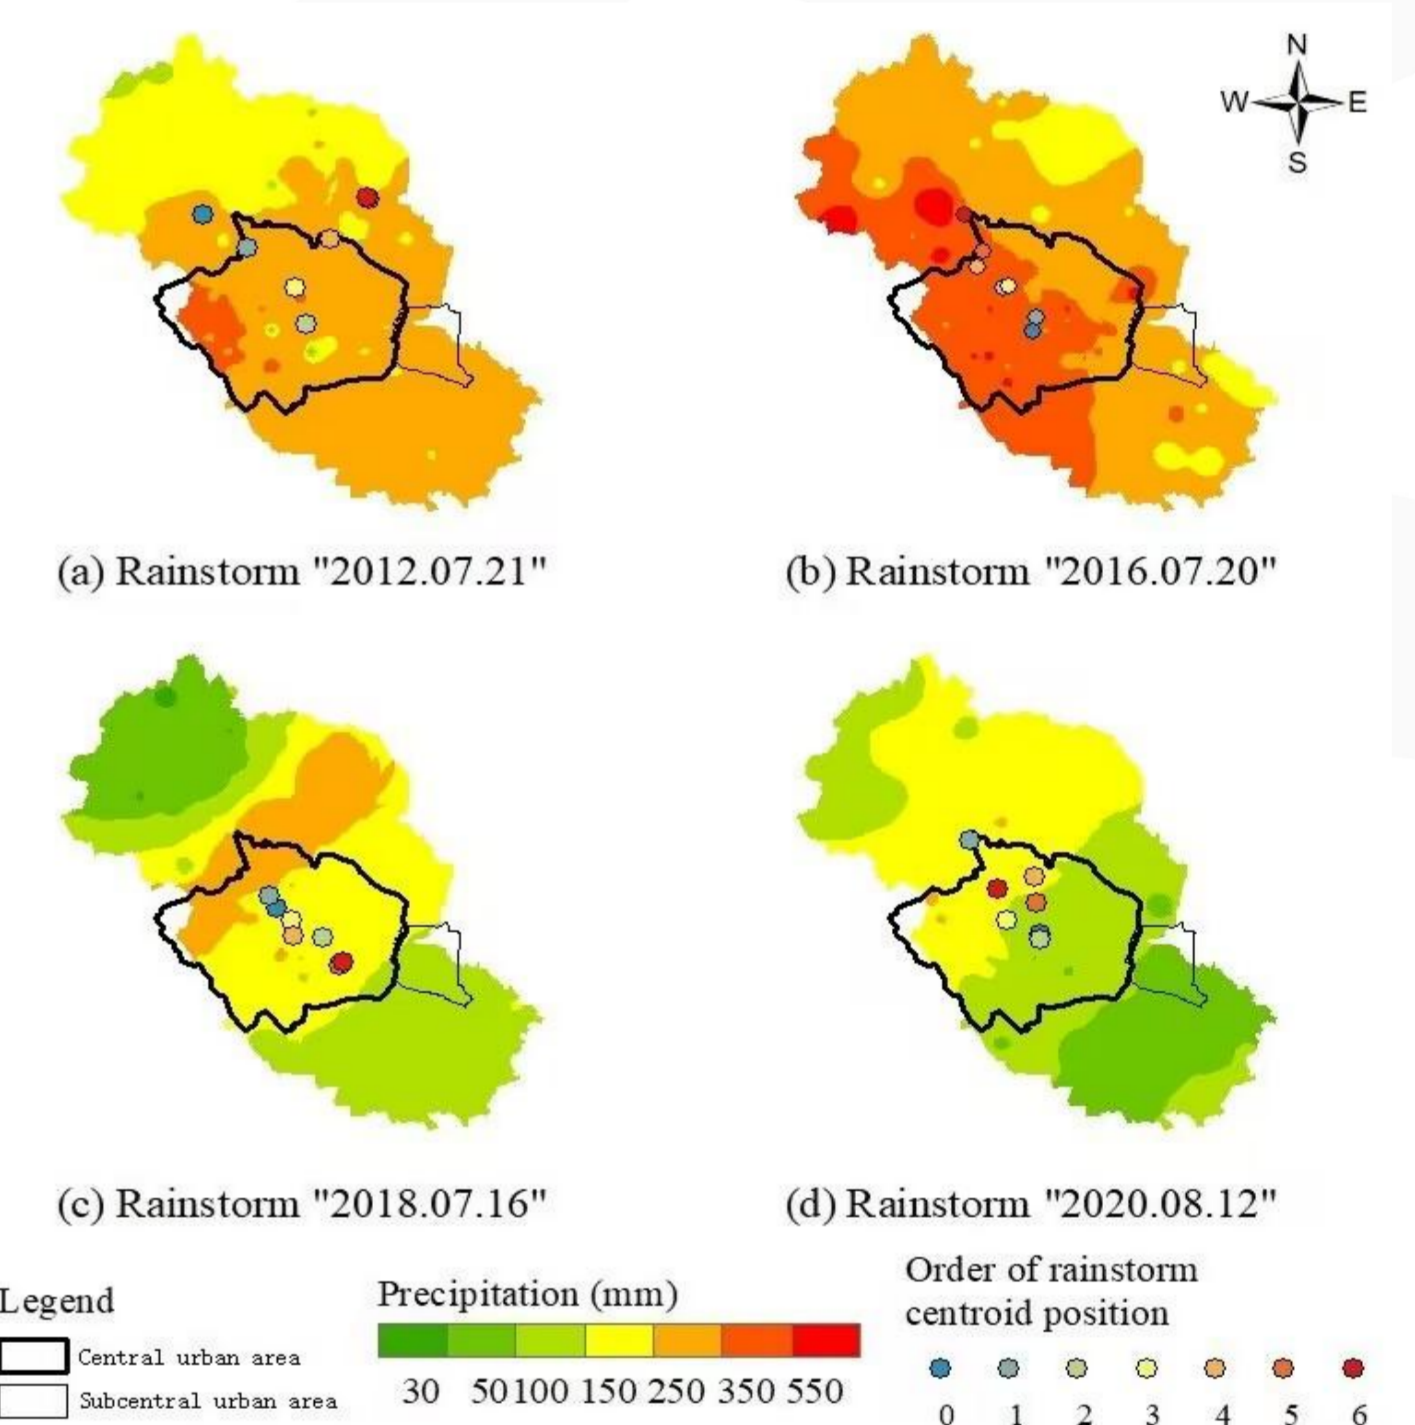 N
W E
S
(a) Rainstorm "2012.07.21"
(b) Rainstorm "2016.07.20"
(c) Rainstorm "2018.07.16"
(d) Rainstorm "2020.08.12"
Legend
Central urban area
Subcentral urban area
Precipitation (mm)
30 50 100 150 250 350 550
Order of rainstorm
centroid position
0 1 2 3 4 5 6